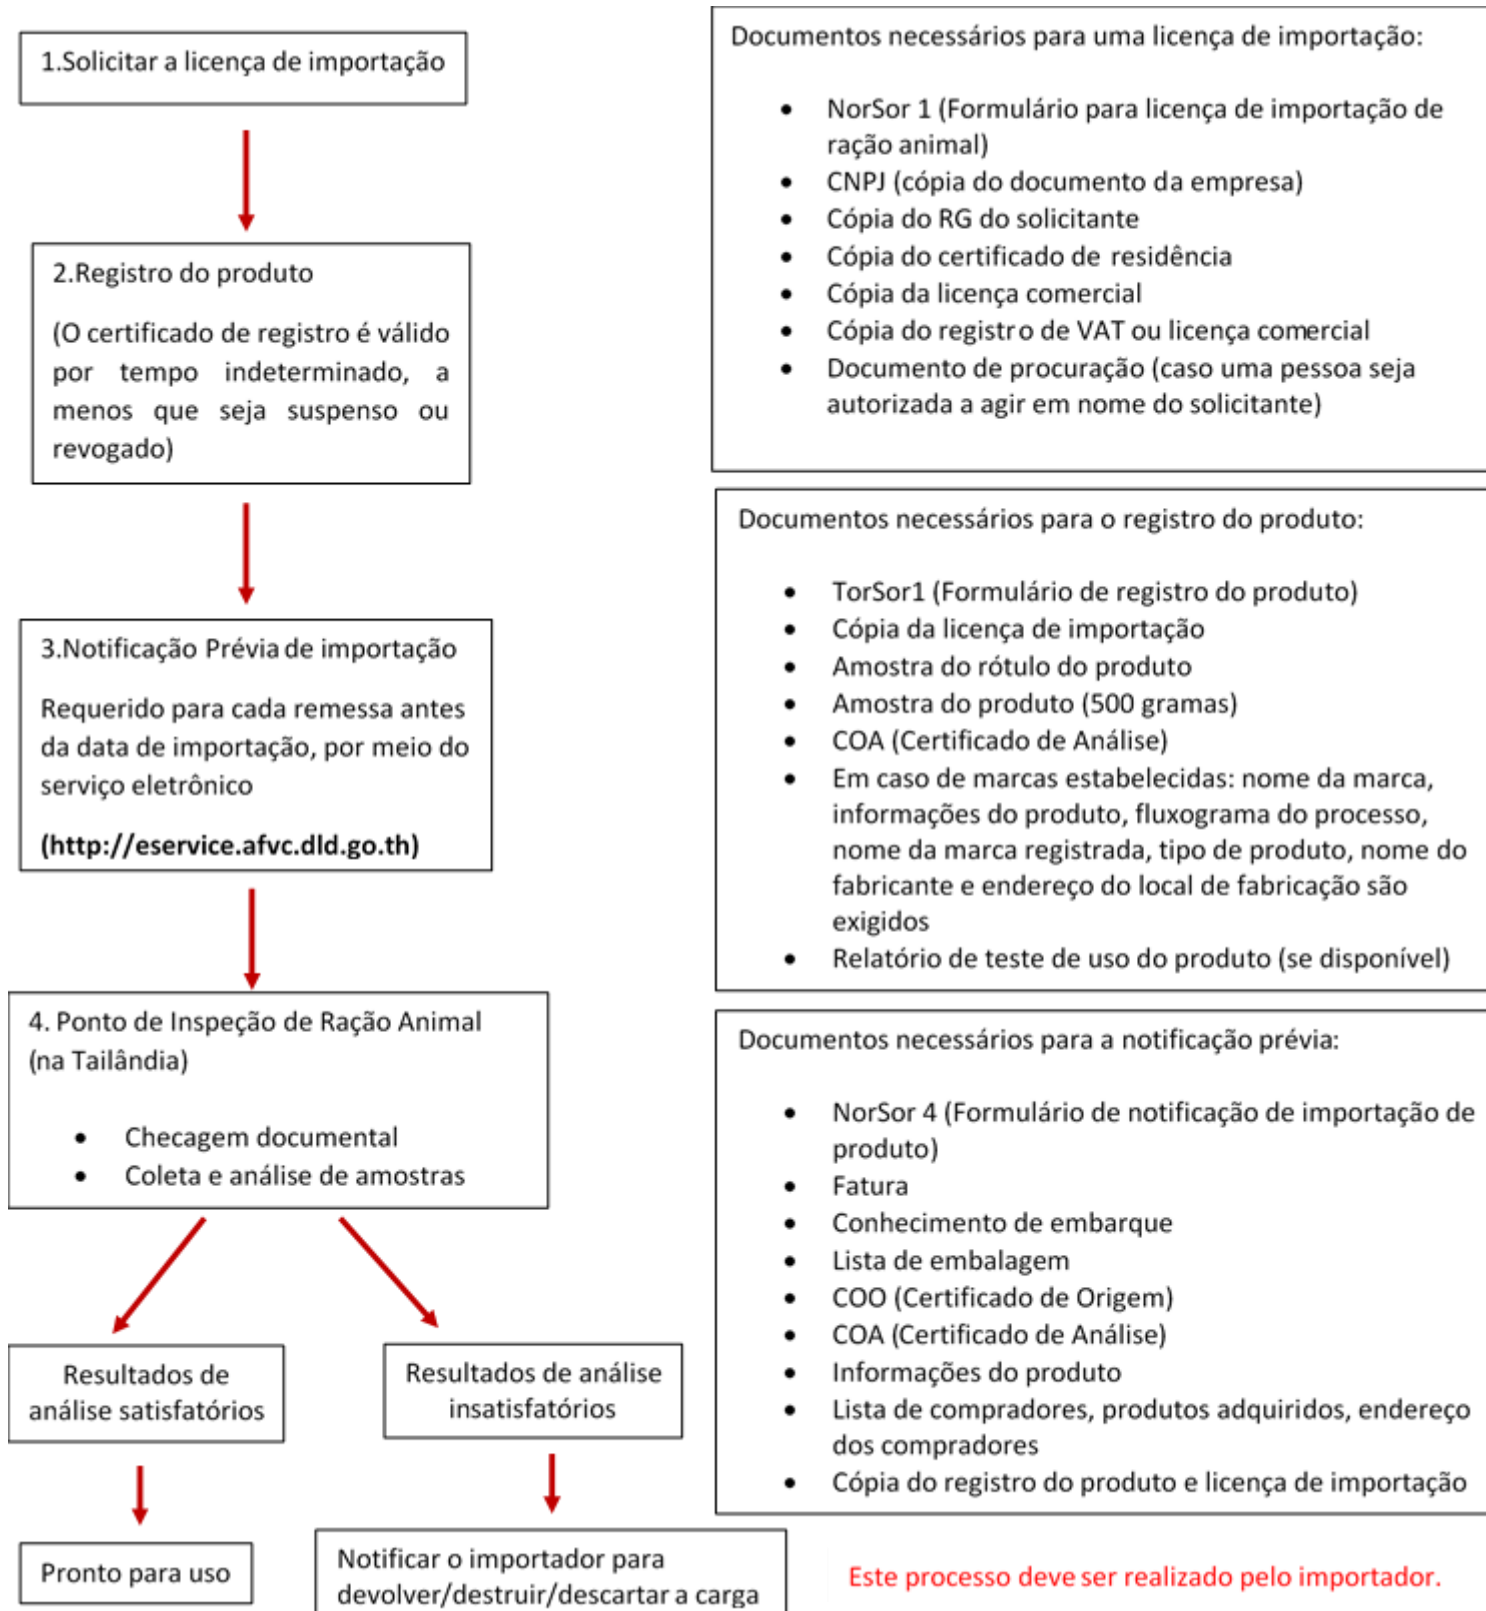 1.Solicitar a licença de importação
2.Registro do produto
(O certificado de registro é válido
por tempo indeterminado, a
menos que seja suspenso ou
revogado)
3.Notificação Prévia de importação
Requerido para cada remessa antes
da data de importação, por meio do
serviço eletrônico
(http://eservice.afvc.dld.go.th)
4. Ponto de Inspeção de Ração Animal
(na Tailândia)
• Checagem documental
• Coleta e análise de amostras
Resultados de
análise satisfatórios
Resultados de análise
insatisfatórios
Pronto para uso
Notificar o importador para
devolver/destruir/descartar a carga
Documentos necessários para uma licença de importação:
• NorSor 1 (Formulário para licença de importação de
ração animal)
• CNPJ (cópia do documento da empresa)
• Cópia do RG do solicitante
• Cópia do certificado de residência
• Cópia da licença comercial
• Cópia do registro de VAT ou licença comercial
• Documento de procuração (caso uma pessoa seja
autorizada a agir em nome do solicitante)
Documentos necessários para o registro do produto:
• TorSor1 (Formulário de registro do produto)
• Cópia da licença de importação
• Amostra do rótulo do produto
• Amostra do produto (500 gramas)
• COA (Certificado de Análise)
• Em caso de marcas estabelecidas: nome da marca,
informações do produto, fluxograma do processo,
nome da marca registrada, tipo de produto, nome do
fabricante e endereço do local de fabricação são
exigidos
• Relatório de teste de uso do produto (se disponível)
Documentos necessários para a notificação prévia:
• NorSor 4 (Formulário de notificação de importação de
produto)
• Fatura
• Conhecimento de embarque
• Lista de embalagem
• COO (Certificado de Origem)
• COA (Certificado de Análise)
• Informações do produto
• Lista de compradores, produtos adquiridos, endereço
dos compradores
• Cópia do registro do produto e licença de importação
Este processo deve ser realizado pelo importador.